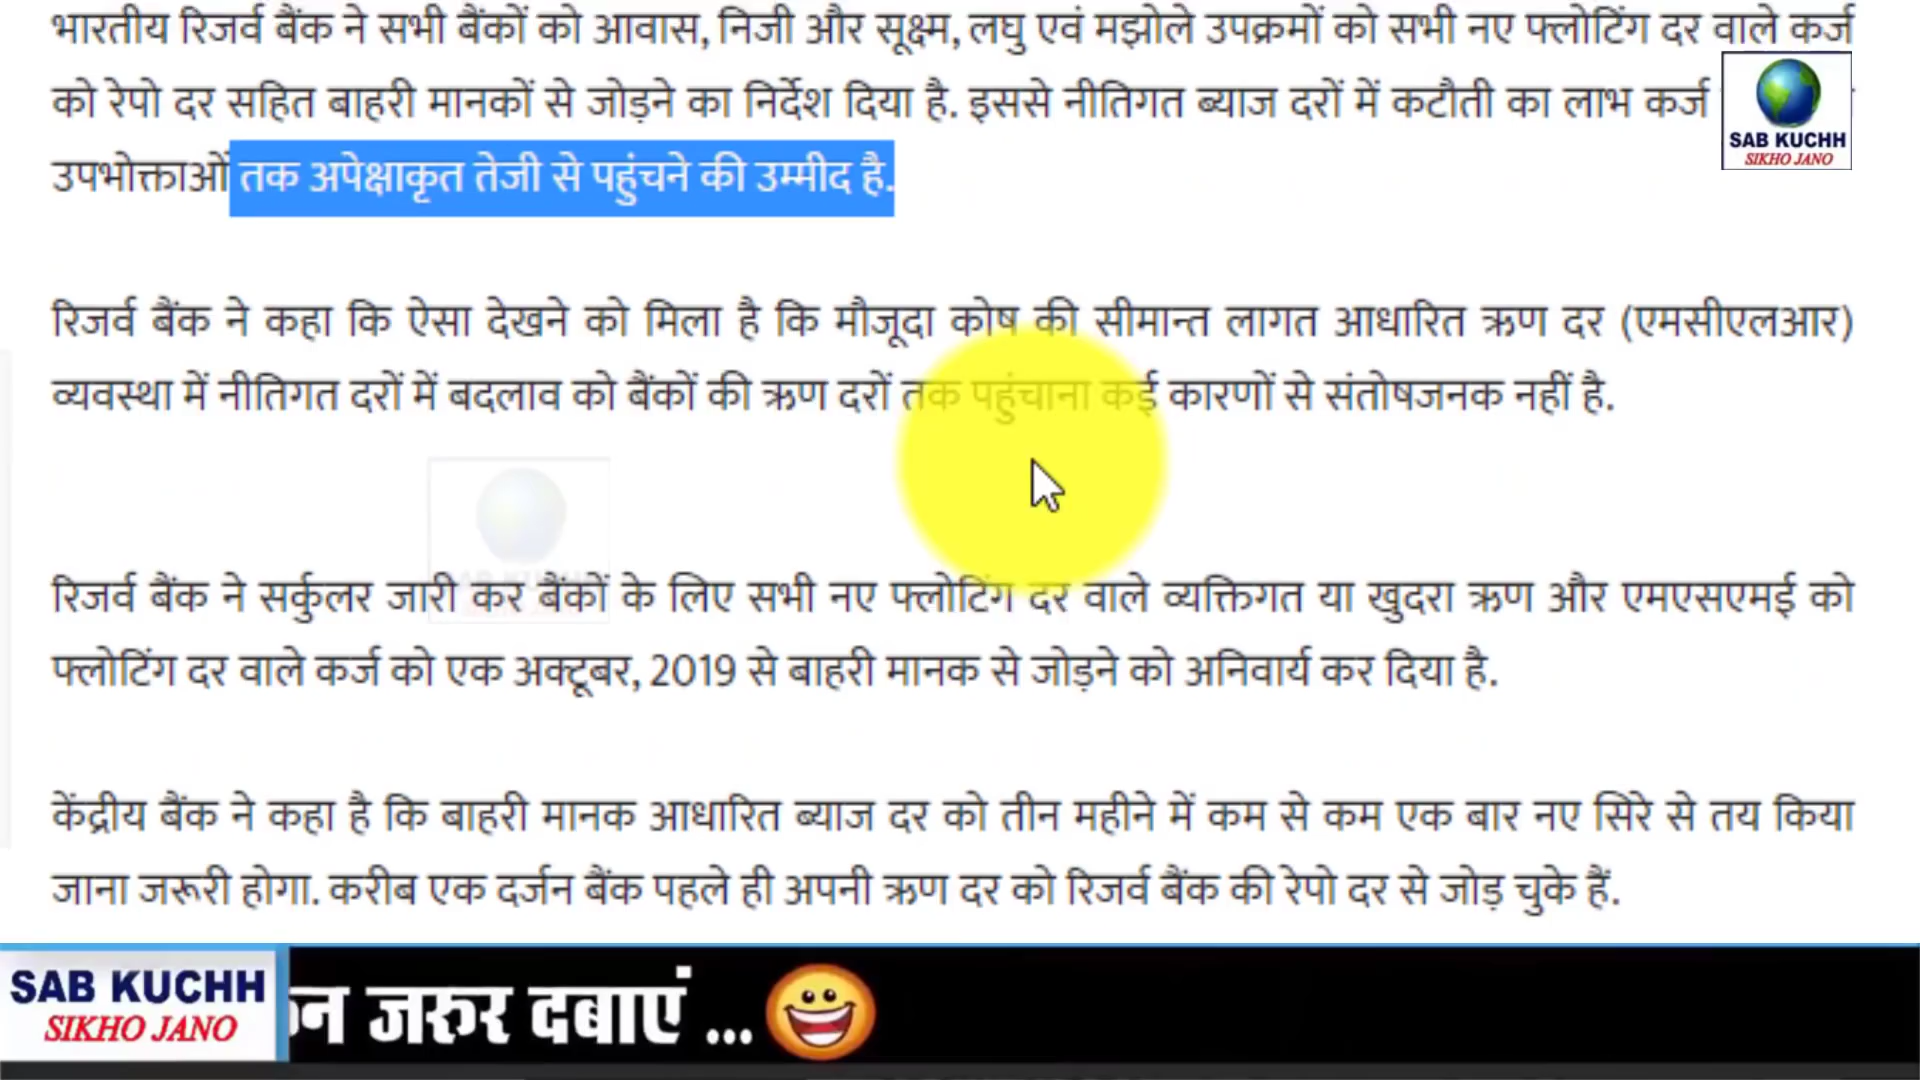 भारतीय रिजर्व बैंक ने सभी बैंकों को आवास, निजी और सूक्ष्म, लघु एवं मझोले उपक्रमों को सभी नए फ्लोटिंग दर वाले कर्ज
को रेपो दर सहित बाहरी मानकों से जोड़ने का निर्देश दिया है. इससे नीतिगत ब्याज दरों में कटौती का लाभ कर्ज
उपभोक्ताओं तक अपेक्षाकृत तेजी से पहुंचने की उम्मीद है.
SAB KUCHH
SIKHO JANO
रिजर्व बैंक ने कहा कि ऐसा देखने को मिला है कि मौजूदा कोष की सीमान्त लागत आधारित ऋण दर (एमसीएलआर)
व्यवस्था में नीतिगत दरों में बदलाव को बैंकों की ऋण दरों तक पहुंचाना कई कारणों से संतोषजनक नहीं है.
रिजर्व बैंक ने सर्कुलर जारी कर बैंकों के लिए सभी नए फ्लोटिंग दर वाले व्यक्तिगत या खुदरा ऋण और एमएसएमई को
फ्लोटिंग दर वाले कर्ज को एक अक्टूबर, 2019 से बाहरी मानक से जोड़ने को अनिवार्य कर दिया है.
केंद्रीय बैंक ने कहा है कि बाहरी मानक आधारित ब्याज दर को तीन महीने में कम से कम एक बार नए सिरे से तय किया
जाना जरूरी होगा. करीब एक दर्जन बैंक पहले ही अपनी ऋण दर को रिजर्व बैंक की रेपो दर से जोड़ चुके हैं.
SAB KUCHH
SIKHO JANO
जरुर दबाएं ...